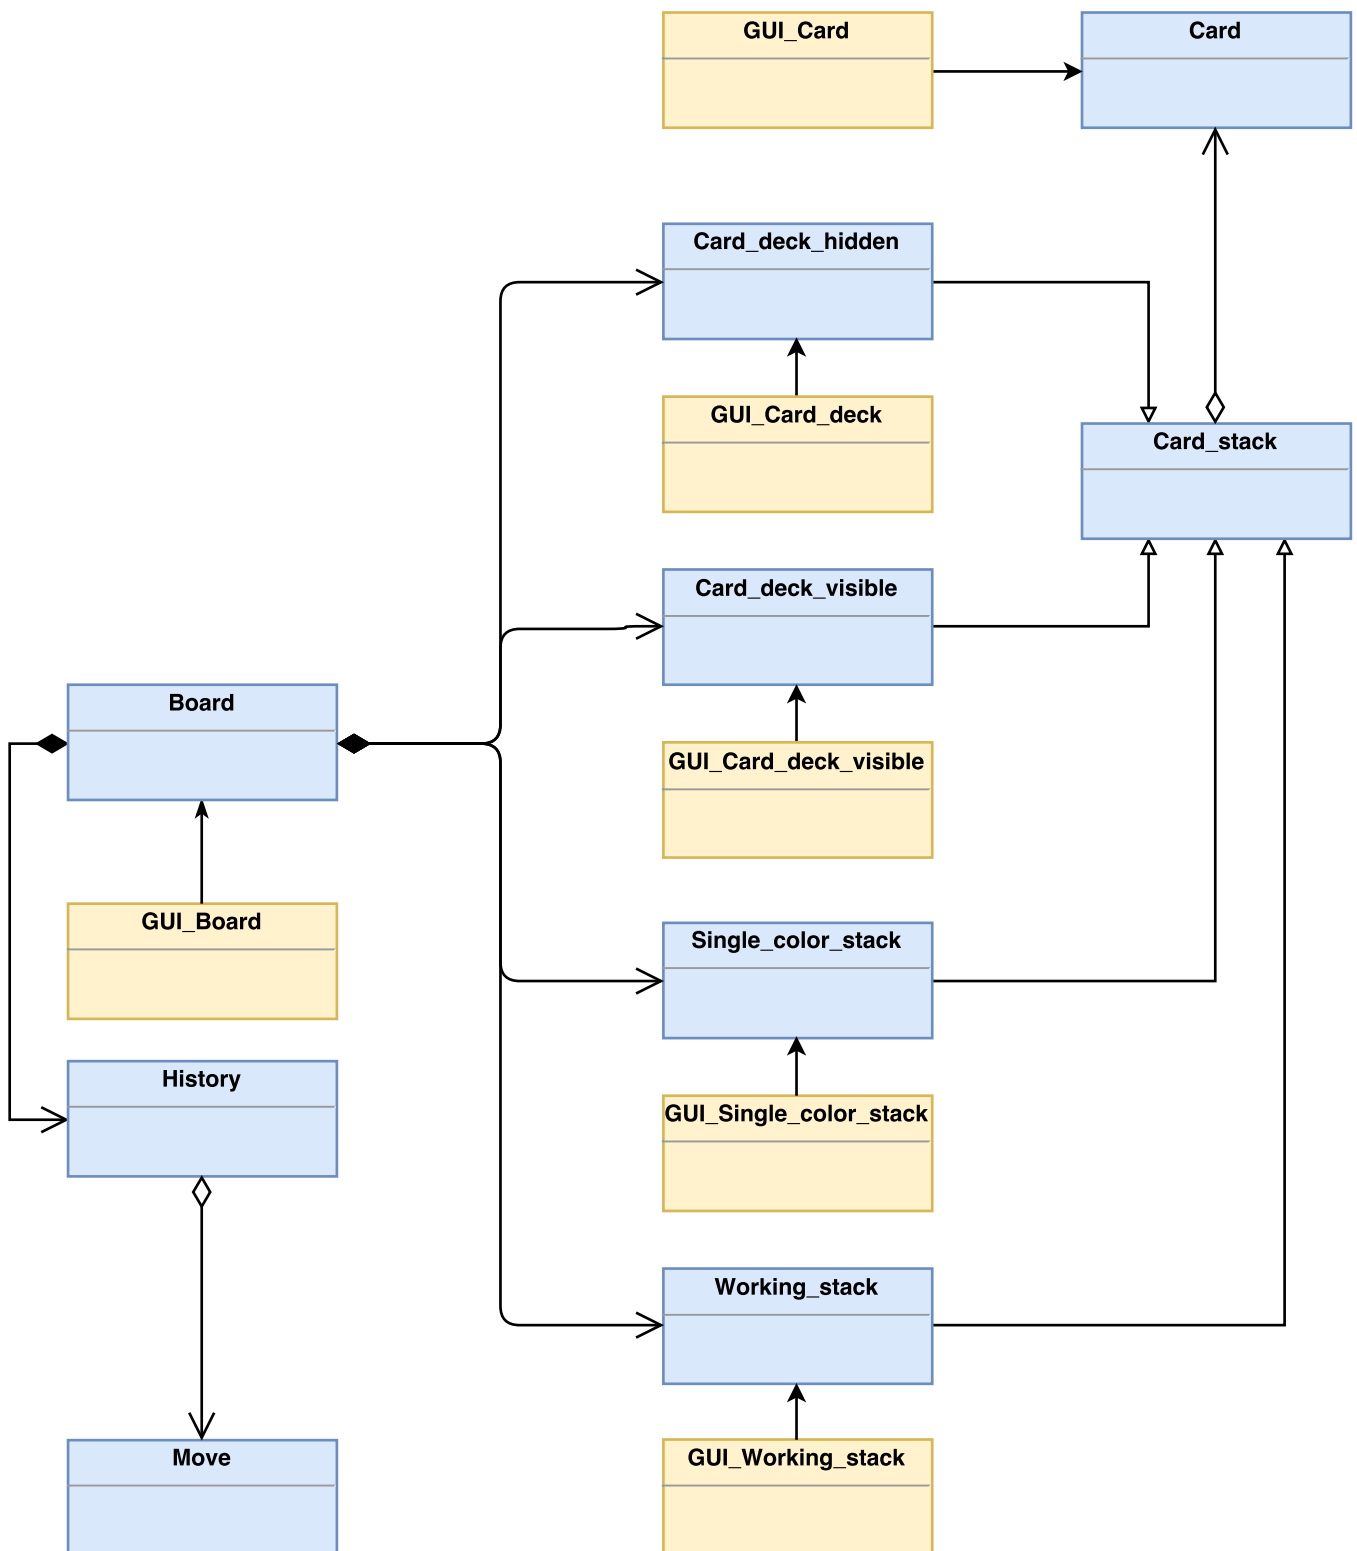 GUI_Card
Card
Card_deck_hidden
GUI_Card_deck
Card_stack
Card_deck_visible
Board
GUI_Card_deck_visible
GUI_Board
Single_color_stack
History
GUI_Single_color_stack
Working_stack
Move
GUI_Working_stack